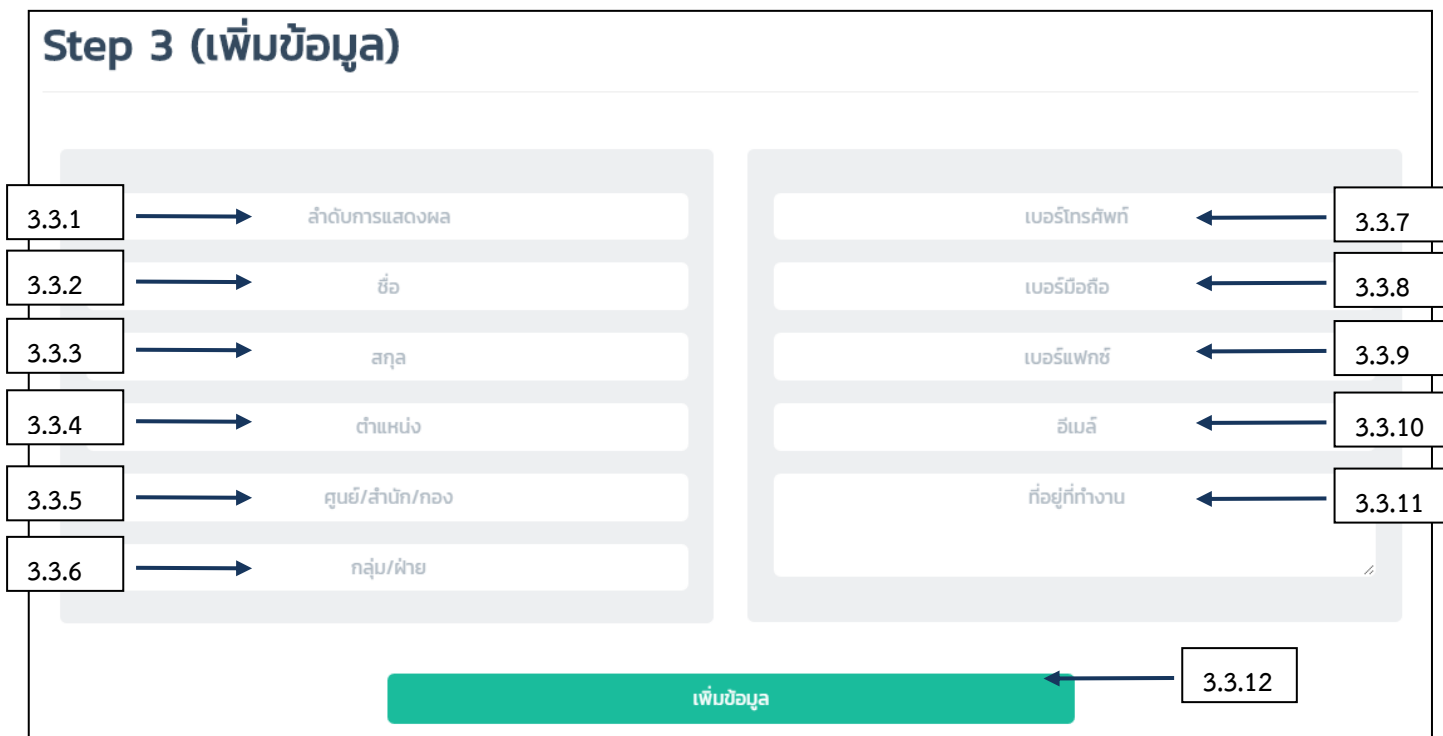 Step 3 (เพิ่มข้อมูล)
3.3.1
ลำดับการแสดงผล
3.3.2
ชื่อ
3.3.3
สกุล
3.3.4
ตำแหน่ง
3.3.5
ศูนย์/สำนัก/กอง
3.3.6
กลุ่ม/ฝ่าย
เบอร์โทรศัพท์
3.3.7
เบอร์มือถือ
3.3.8
เบอร์แฟกซ์
3.3.9
อีเมล์
3.3.10
ที่อยู่ที่ทำงาน
3.3.11
3.3.12
เพิ่มข้อมูล